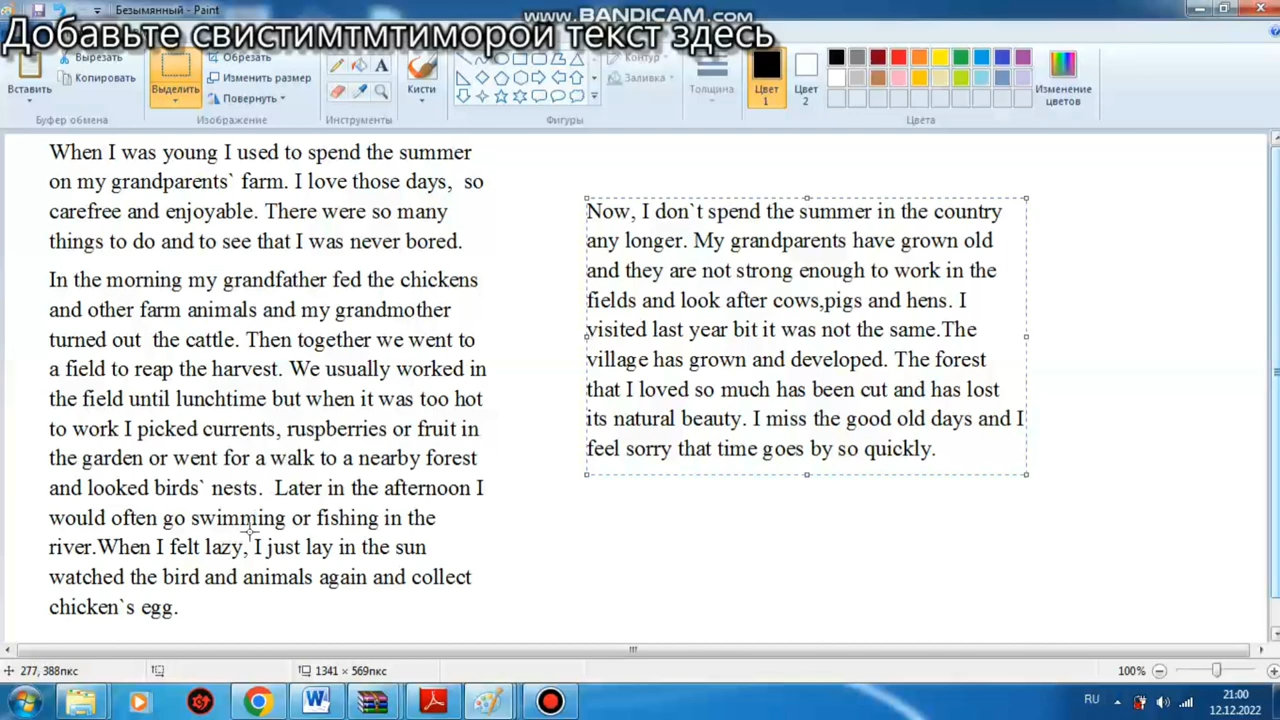 Безымянный - Paint
www.BANDICAM.com
Добавьте свистимтмтиморои текст здесь
Вставить
Вырезать
Копировать
Буфер обмена
Выделить
Обрезать
Изменить размер
Повернуть
Изображение
Инструменты
Кисти
Контур
Заливка
Фигуры
Толщина
Цвет 1
Цвет 2
Изменение цветов
Цвета
When I was young I used to spend the summer
on my grandparents` farm. I love those days,  so
carefree and enjoyable. There were so many
things to do and to see that I was never bored.
In the morning my grandfather fed the chickens
and other farm animals and my grandmother
turned out  the cattle. Then together we went to
a field to reap the harvest. We usually worked in
the field until lunchtime but when it was too hot
to work I picked currents, ruspberries or fruit in
the garden or went for a walk to a nearby forest
and looked birds` nests.  Later in the afternoon I
would often go swimming or fishing in the
river.When I felt lazy, I just lay in the sun
watched the bird and animals again and collect
chicken`s egg.
Now, I don`t spend the summer in the country
any longer. My grandparents have grown old
and they are not strong enough to work in the
fields and look after cows,pigs and hens. I
visited last year bit it was not the same.The
village has grown and developed. The forest
that I loved so much has been cut and has lost
its natural beauty. I miss the good old days and I
feel sorry that time goes by so quickly.
277, 388пкс
1341 × 569пкс
100%
RU
21:00
12.12.2022